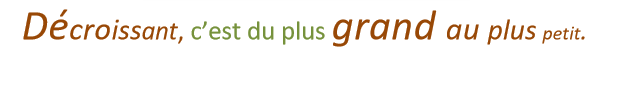 Décroissant, c’est du plus grand au plus petit.